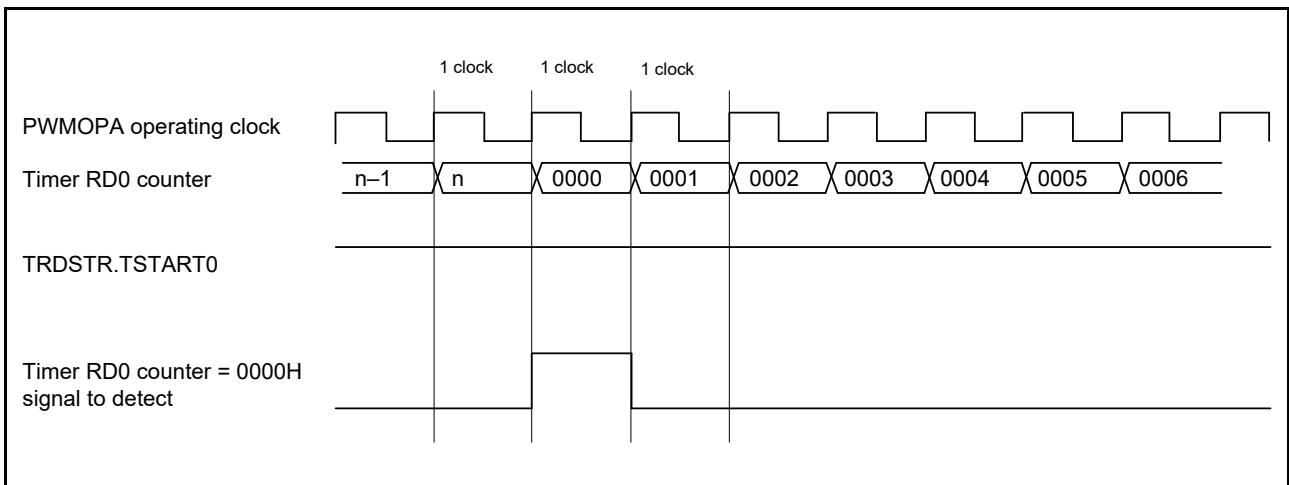 1 clock 1 clock 1 clock
PWMOPA operating clock
Timer RD0 counter n–1 n 0000 0001 0002 0003 0004 0005 0006
TRDSTR.TSTART0
Timer RD0 counter = 0000H
signal to detect